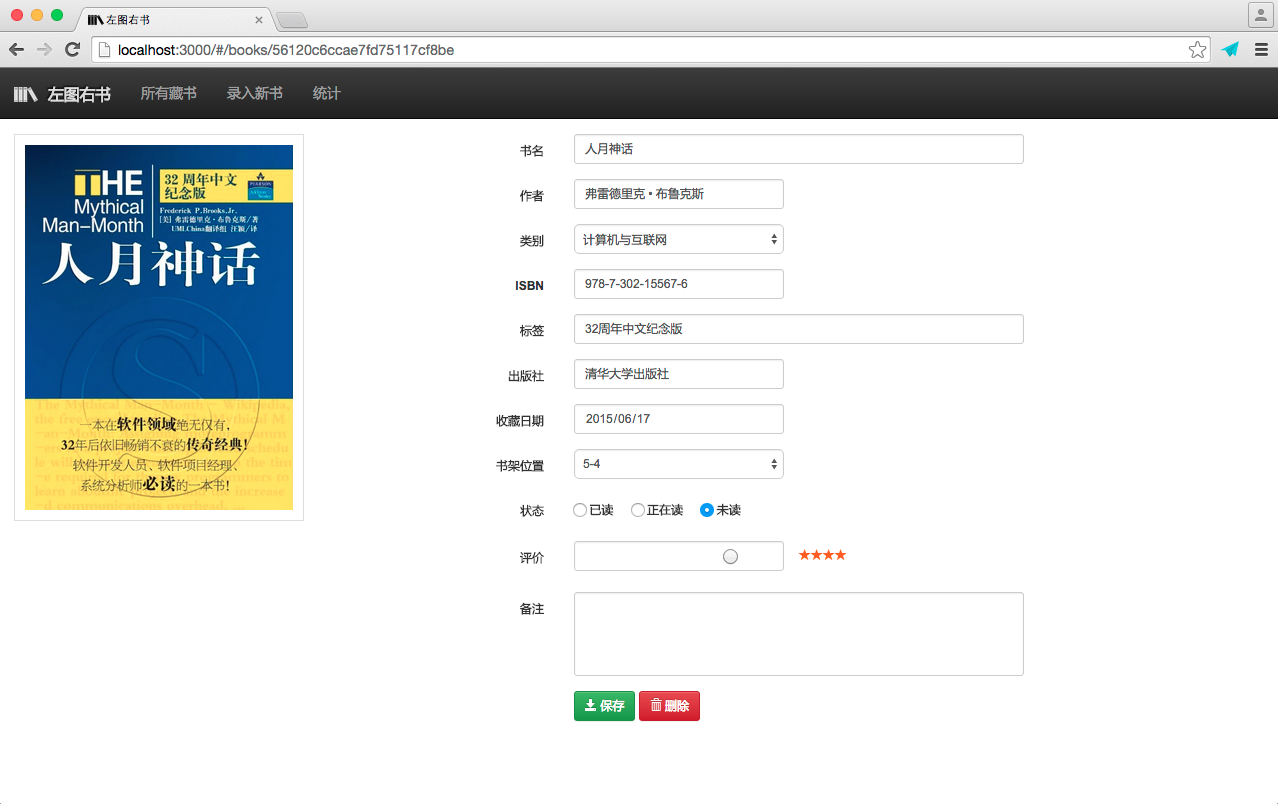 左图右书
localhost:3000/#/books/56120c6ccae7fd75117cf8be
左图右书 所有藏书 录入新书 统计
THE
Mythical
Man-Month
32 周年中文
纪念版
PEARSON
Frederick P.Brooks,Jr.
[美] 弗雷德里克·布鲁克斯/著
UMLChina翻译组 汪颖/译
人月神话
一本在软件领域绝无仅有,
32年后依旧畅销不衰的传奇经典!
软件开发人员、软件项目经理、
系统分析师必读的一本书!
书名 人月神话
作者 弗雷德里克·布鲁克斯
类别 计算机与互联网
ISBN 978-7-302-15567-6
标签 32周年中文纪念版
出版社 清华大学出版社
收藏日期 2015/06/17
书架位置 5-4
状态 已读 正在读 未读
评价 ★★★★
备注
保存 删除